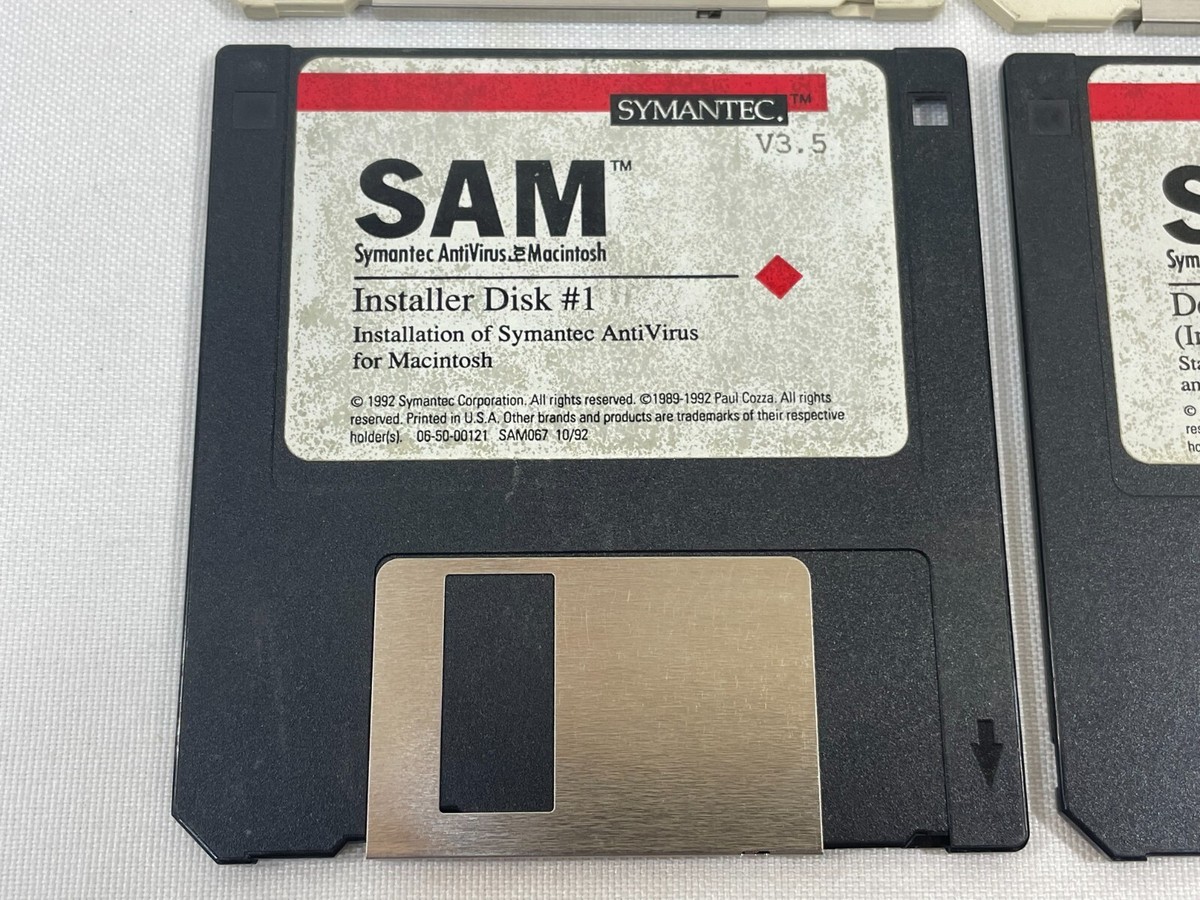 SYMANTEC.™
V3.5
SAM™
Symantec AntiVirus for Macintosh
Installer Disk #1
Installation of Symantec AntiVirus
for Macintosh
© 1992 Symantec Corporation. All rights reserved. ©1989-1992 Paul Cozza. All rights
reserved. Printed in U.S.A. Other brands and products are trademarks of their respective
holder(s). 06-50-00121 SAM067 10/92